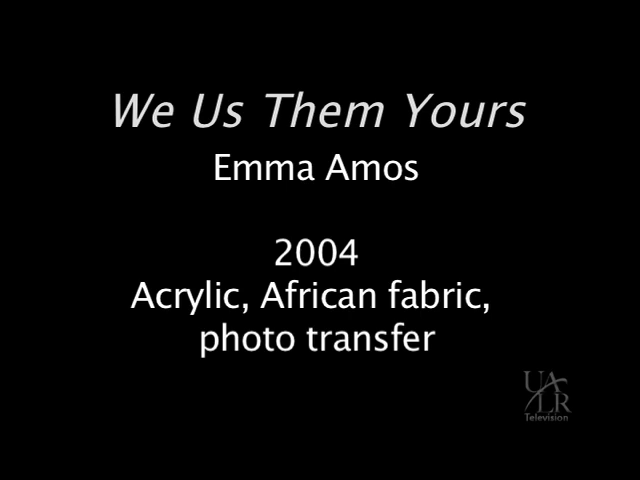 We Us Them Yours
Emma Amos
2004
Acrylic, African fabric,
photo transfer
UALR
Television